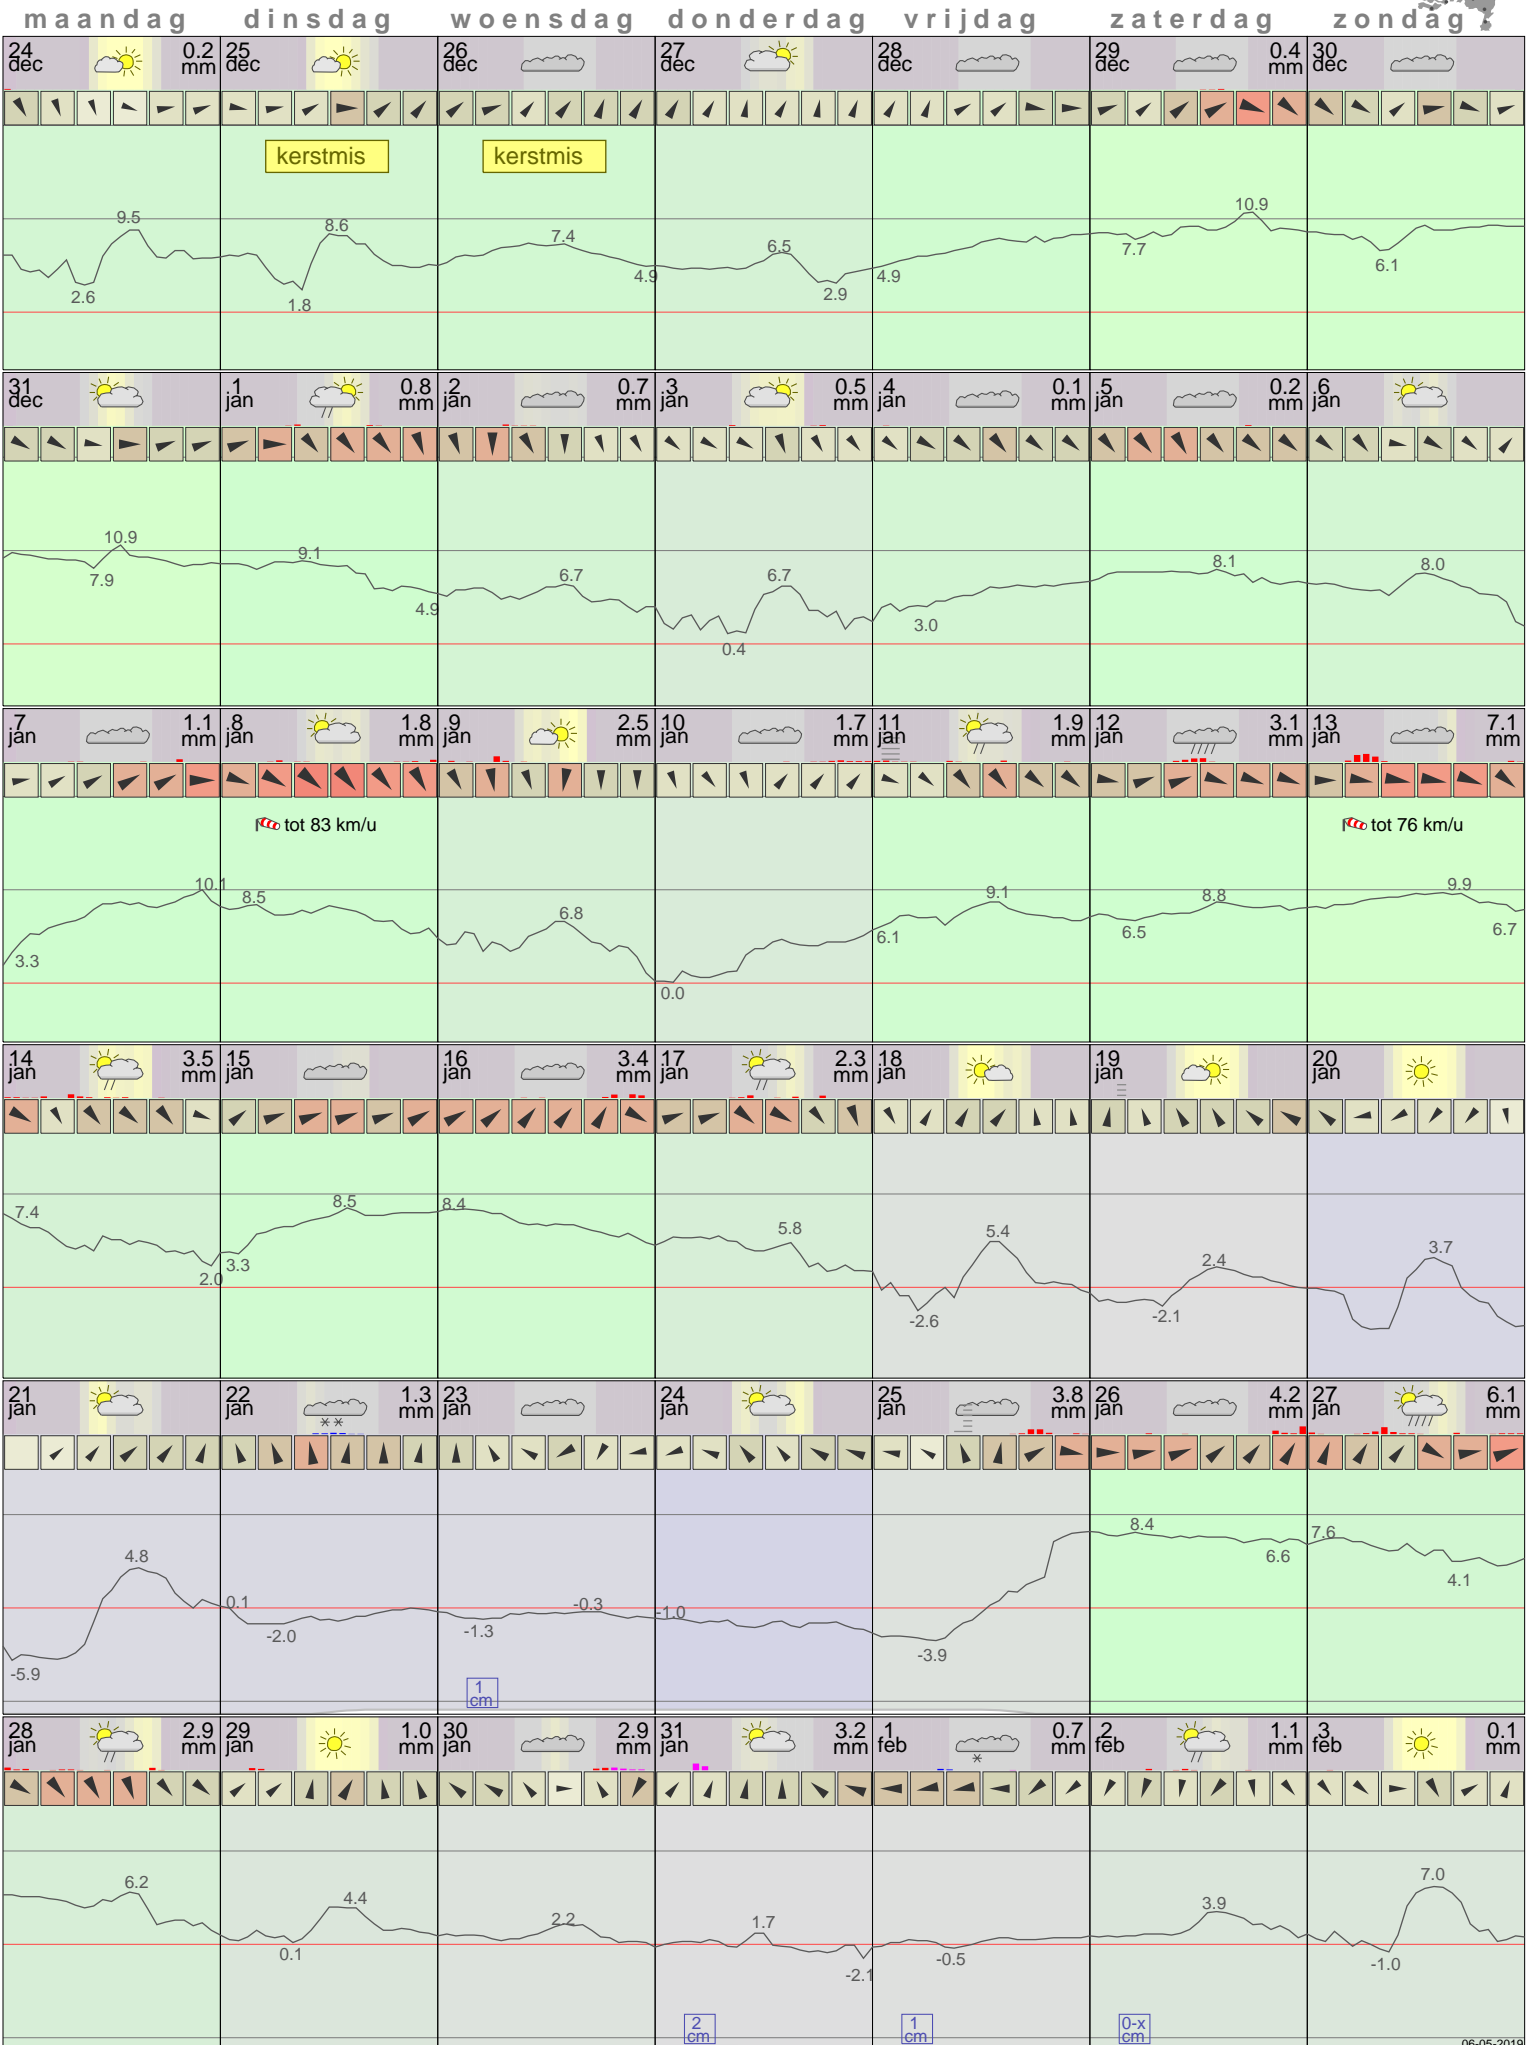 maandag dinsdag woensdag donderdag vrijdag zaterdag zondag
24 0.2 25 26 27 28 29 0.4 30
dec mm dec dec dec dec dec mm dec
kerstmis kerstmis
9.5 2.6 8.6 1.8 7.4 4.9 6.5 2.9 4.9 7.7 10.9 6.1
31 1 0.8 2 0.7 3 0.5 4 0.1 5 0.2 6
dec jan mm jan mm jan mm jan mm jan mm jan
10.9 7.9 9.1 4.9 6.7 0.4 6.7 3.0 8.1 8.0
7 1.1 8 1.8 9 2.5 10 1.7 11 1.9 12 3.1 13 7.1
jan mm jan mm jan mm jan mm jan mm jan mm jan mm
tot 83 km/u tot 76 km/u
3.3 10.1 8.5 6.8 0.0 6.1 9.1 6.5 8.8 9.9 6.7
14 3.5 15 16 3.4 17 2.3 18 19 20
jan mm jan jan mm jan mm jan jan jan
7.4 2.0 3.3 8.5 8.4 5.8 -2.6 5.4 -2.1 2.4 3.7
21 22 1.3 23 24 25 3.8 26 4.2 27 6.1
jan jan mm jan jan jan mm jan mm jan mm
-5.9 4.8 0.1 -2.0 -1.3 -0.3 -1.0 -3.9 8.4 6.6 7.6 4.1
1
cm
28 2.9 29 1.0 30 2.9 31 3.2 1 0.7 2 1.1 3 0.1
jan mm jan mm jan mm jan mm feb mm feb mm feb mm
6.2 0.1 4.4 2.2 1.7 -2.1 -0.5 3.9 -1.0 7.0
2 1 0-x
cm cm cm
06-05-2019